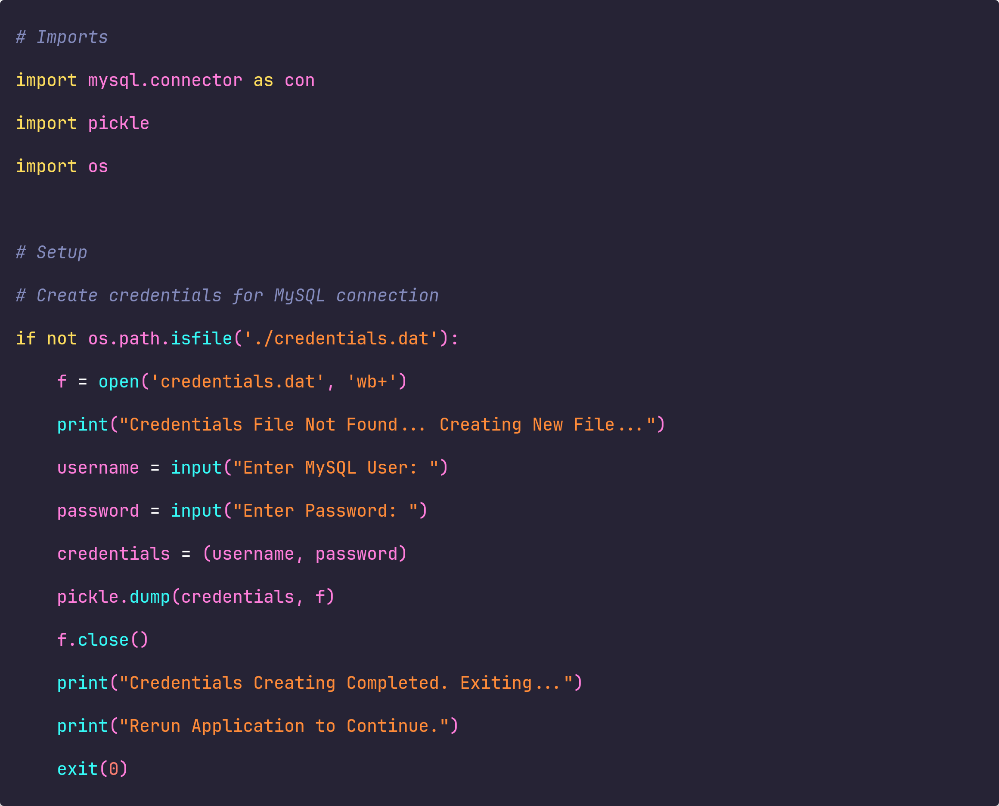 # Imports
import mysql.connector as con
import pickle
import os
# Setup
# Create credentials for MySQL connection
if not os.path.isfile('./credentials.dat'):
    f = open('credentials.dat', 'wb+')
    print("Credentials File Not Found... Creating New File...")
    username = input("Enter MySQL User: ")
    password = input("Enter Password: ")
    credentials = (username, password)
    pickle.dump(credentials, f)
    f.close()
    print("Credentials Creating Completed. Exiting...")
    print("Rerun Application to Continue.")
    exit(0)